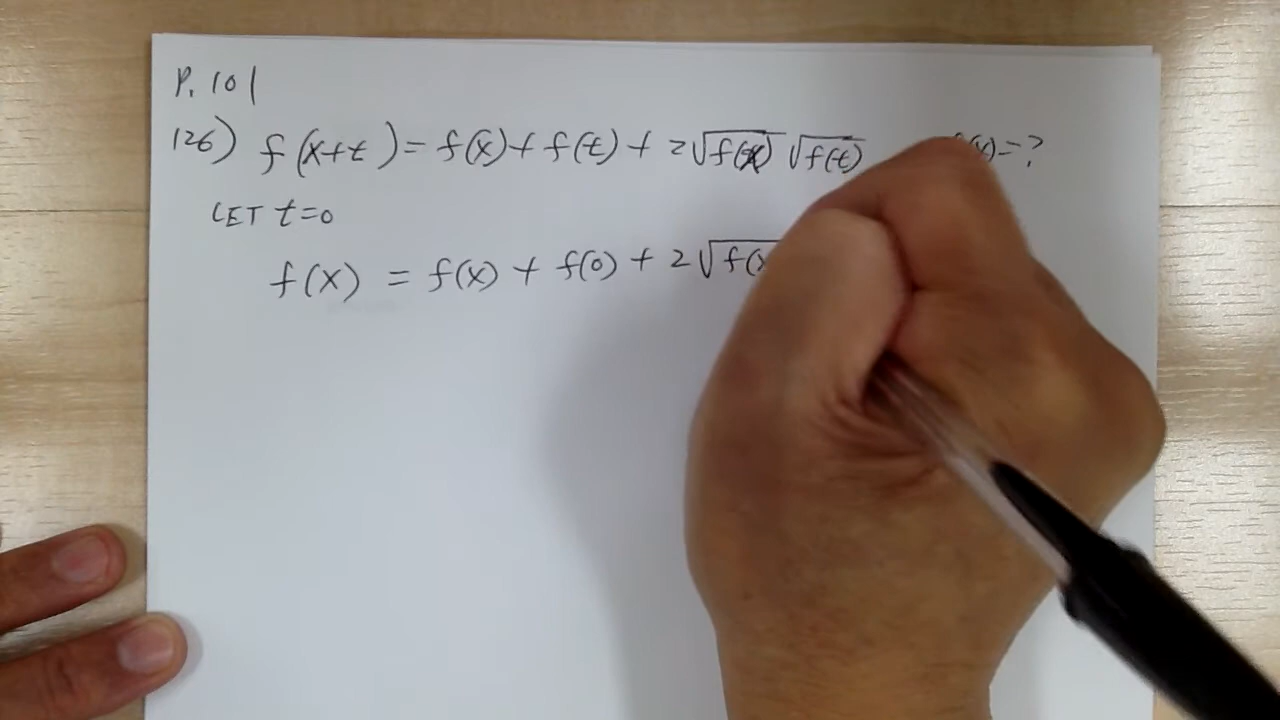 P. 101
126) f(x+t) = f(x) + f(t) + 2√f(x) √f(t) f(x)=?
LET t=0
f(x) = f(x) + f(0) + 2√f(x